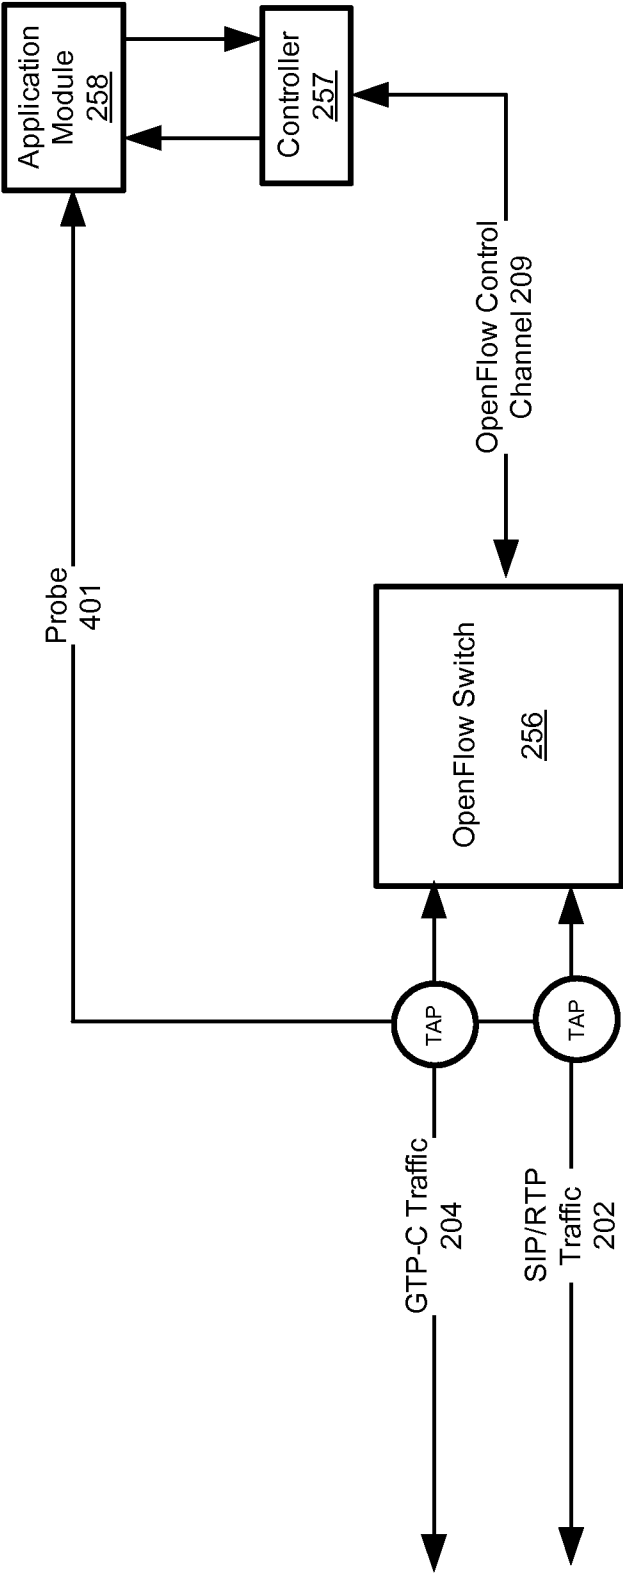 Application
Module
258
Controller
257
OpenFlow Control
Channel 209
Probe
401
OpenFlow Switch
256
TAP
TAP
GTP-C Traffic
204
SIP/RTP
Traffic
202